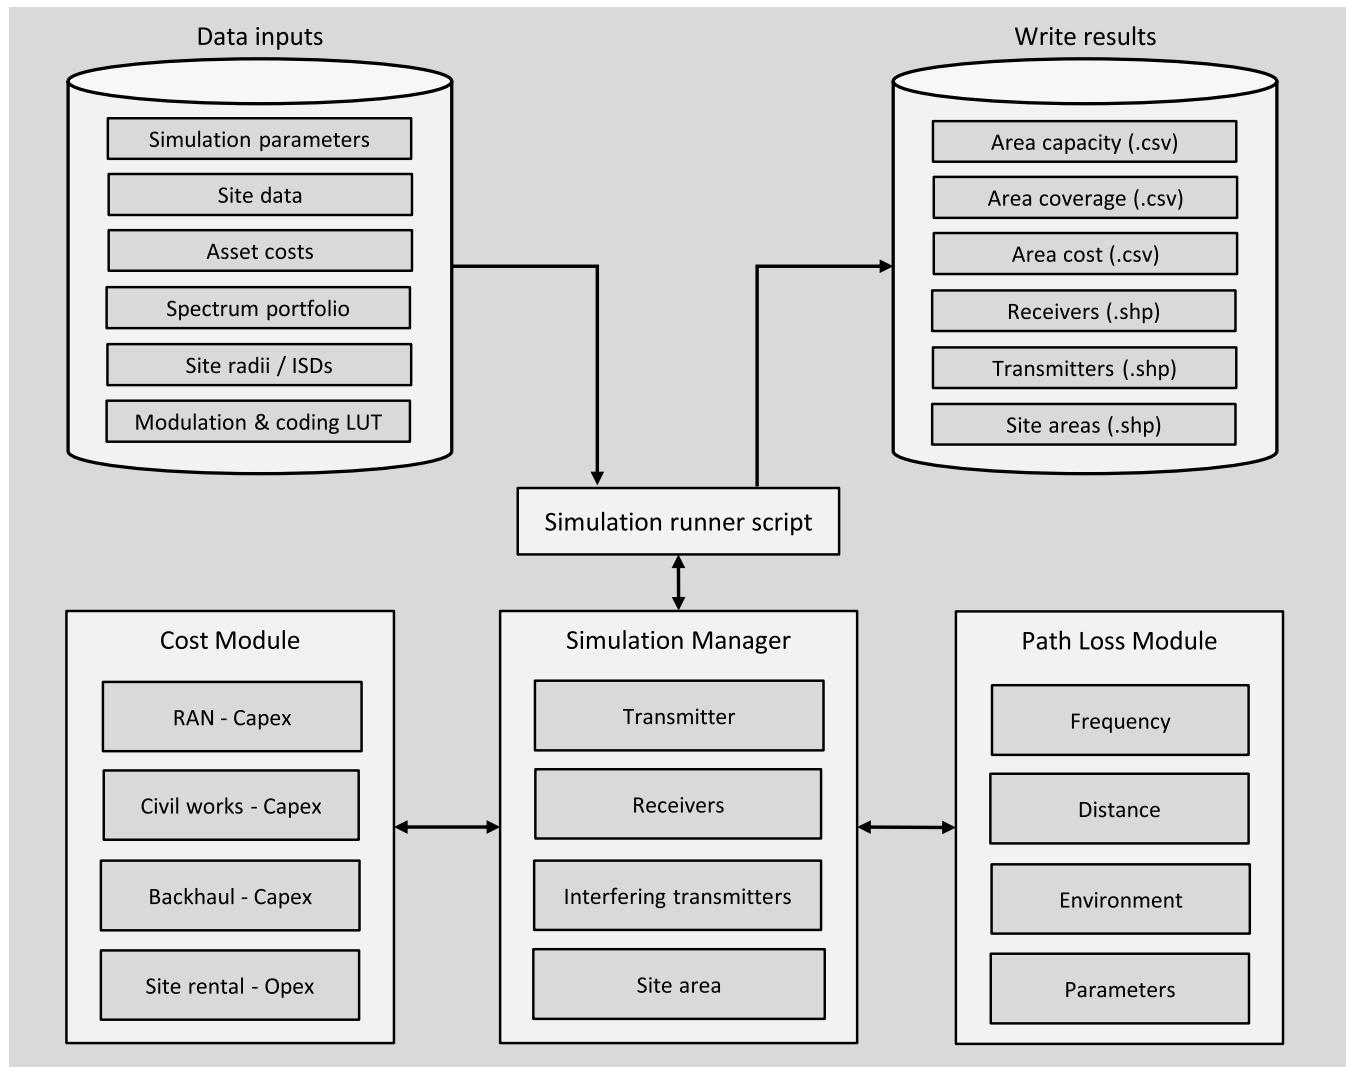 Data inputs
Simulation parameters
Site data
Asset costs
Spectrum portfolio
Site radii / ISDs
Modulation & coding LUT
Write results
Area capacity (.csv)
Area coverage (.csv)
Area cost (.csv)
Receivers (.shp)
Transmitters (.shp)
Site areas (.shp)
Simulation runner script
Cost Module
RAN - Capex
Civil works - Capex
Backhaul - Capex
Site rental - Opex
Simulation Manager
Transmitter
Receivers
Interfering transmitters
Site area
Path Loss Module
Frequency
Distance
Environment
Parameters